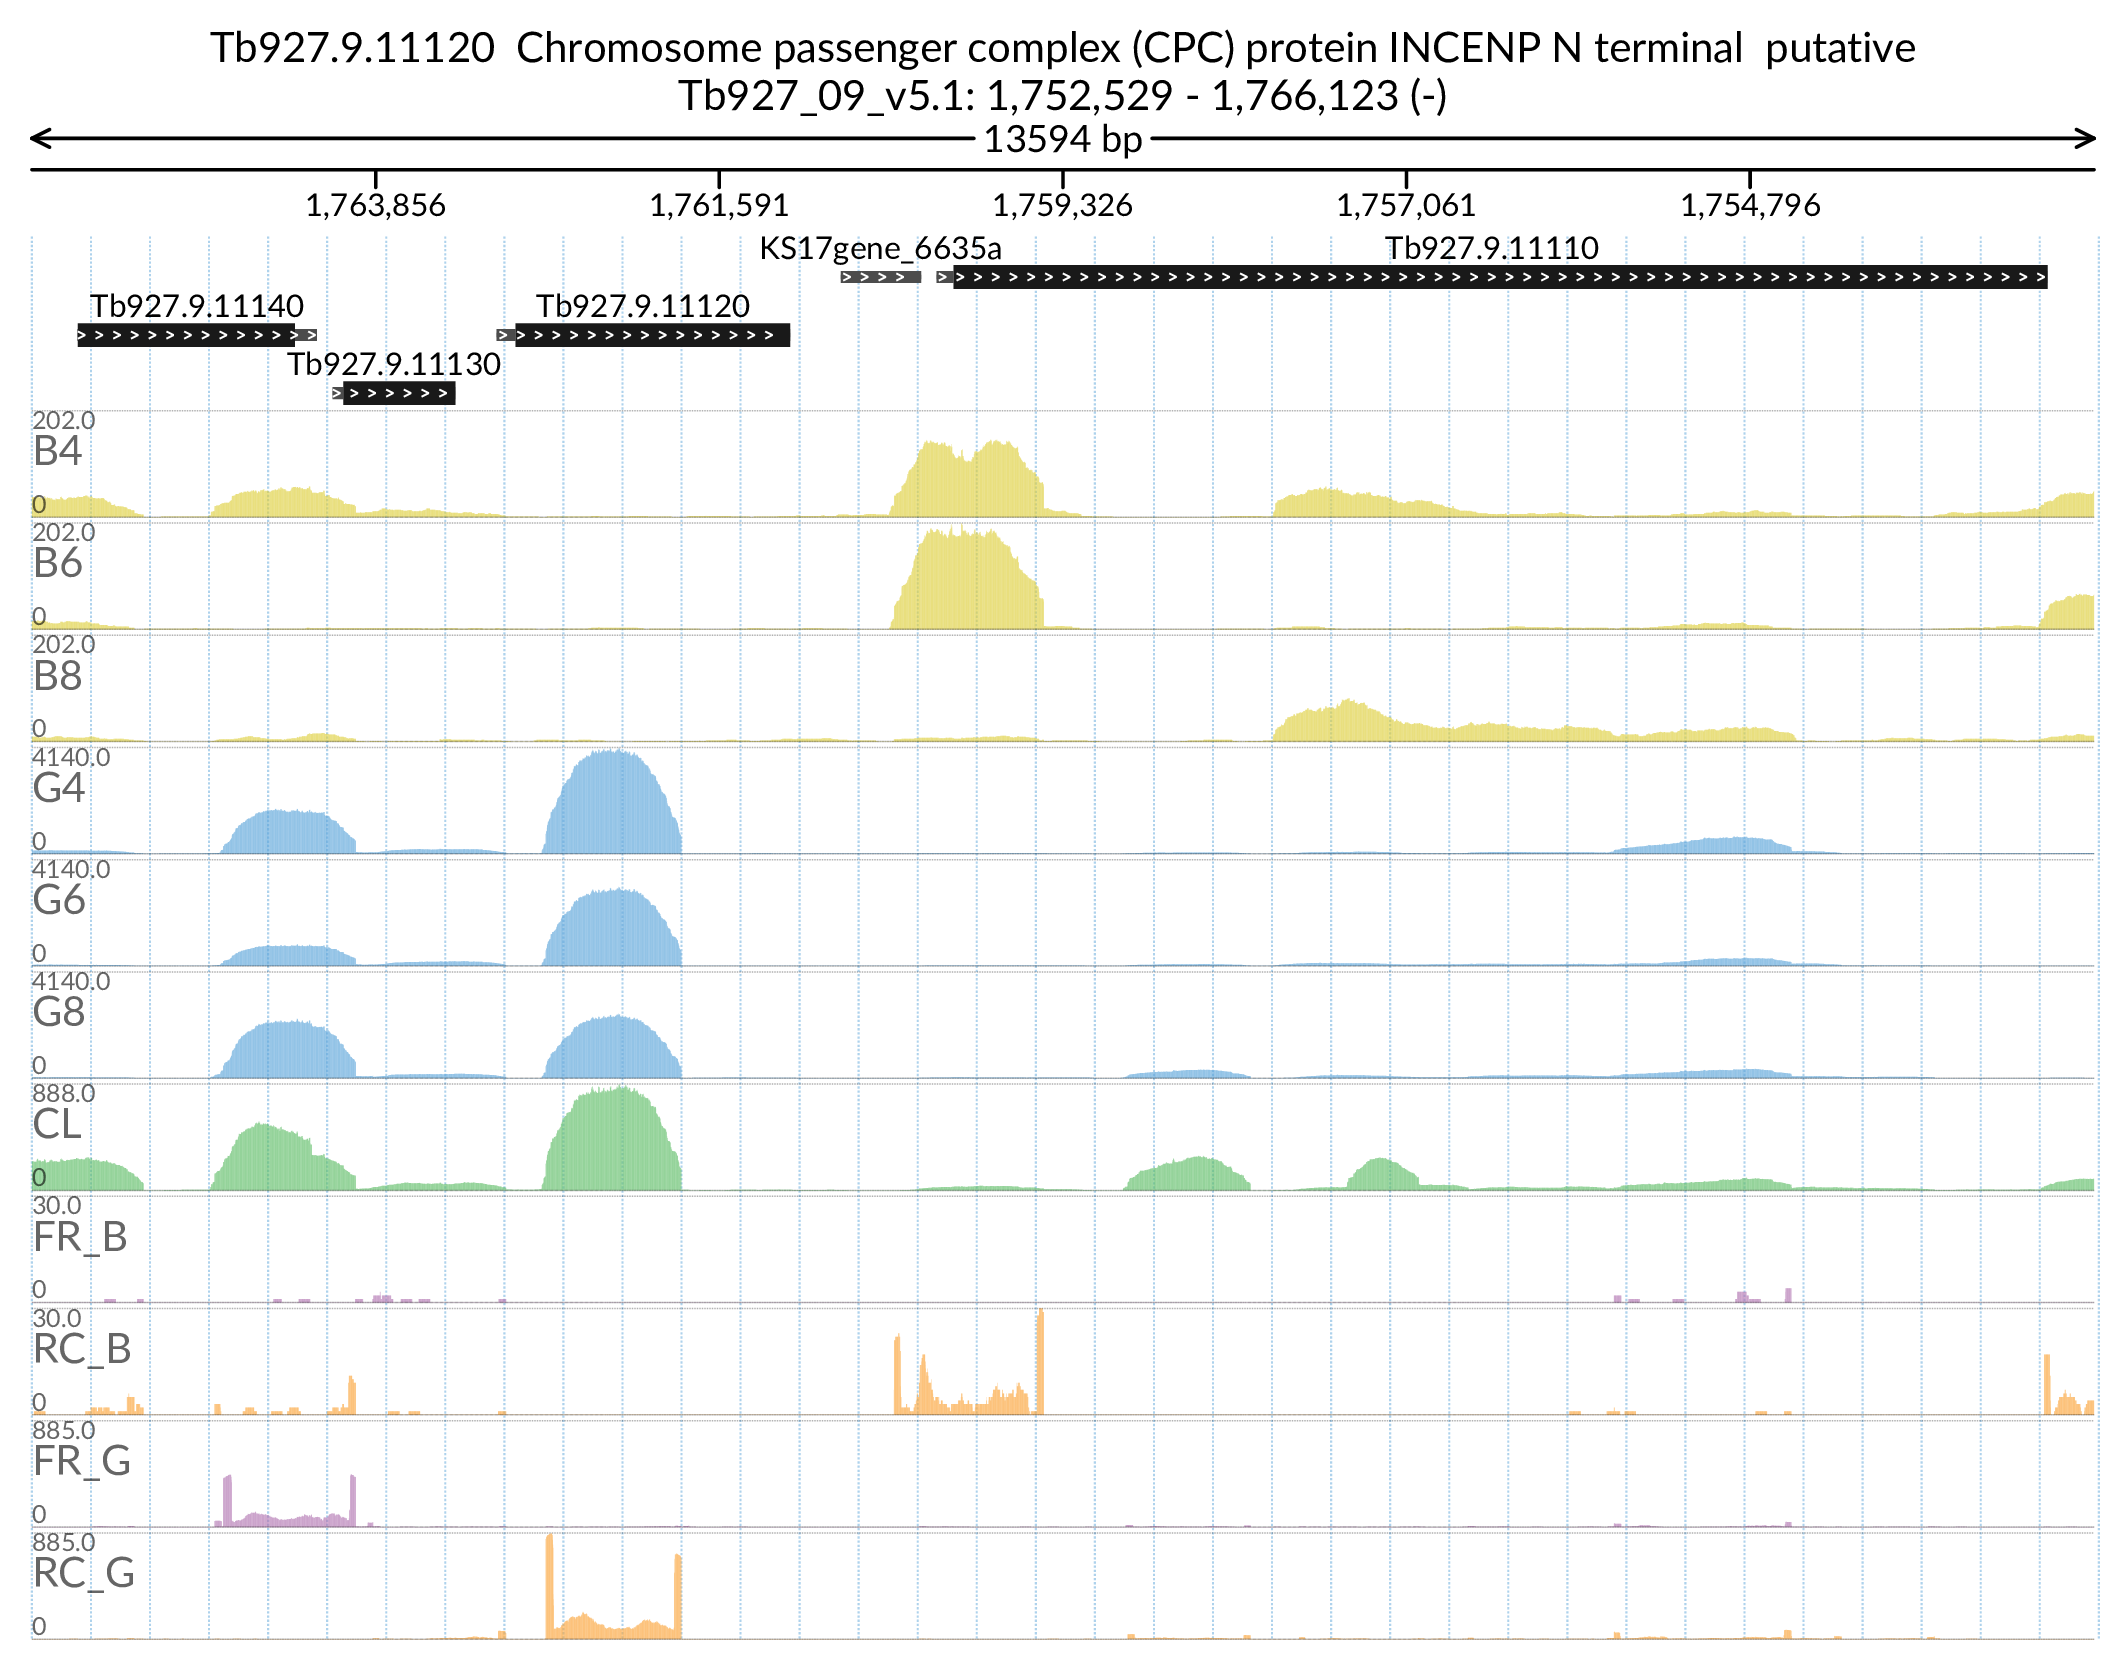 Tb927.9.11120  Chromosome passenger complex (CPC) protein INCENP N terminal  putative
Tb927_09_v5.1: 1,752,529 - 1,766,123 (-)
13594 bp
1,763,856 1,761,591 1,759,326 1,757,061 1,754,796
KS17gene_6635a Tb927.9.11110
Tb927.9.11140 Tb927.9.11120
Tb927.9.11130
202.0
B4
0
202.0
B6
0
202.0
B8
0
4140.0
G4
0
4140.0
G6
0
4140.0
G8
0
888.0
CL
0
30.0
FR_B
0
30.0
RC_B
0
885.0
FR_G
0
885.0
RC_G
0